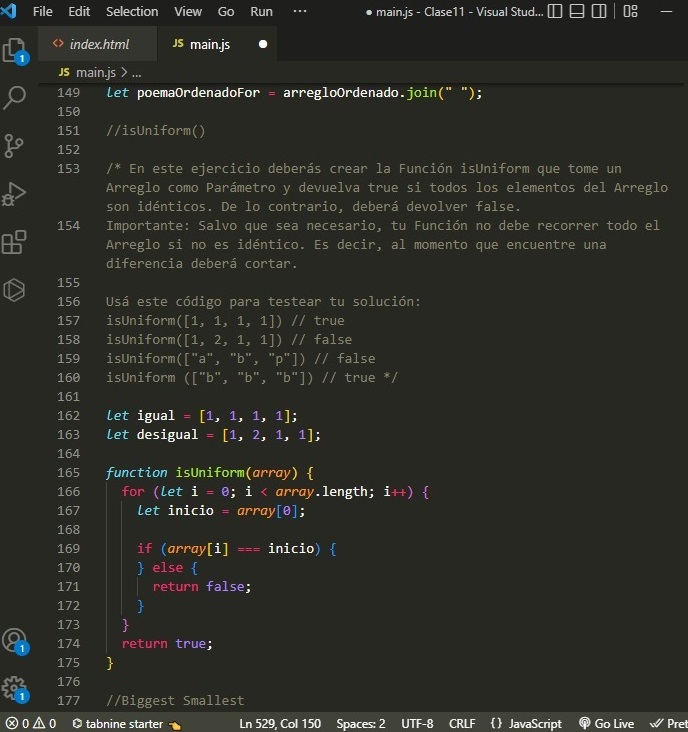 File Edit Selection View Go Run ··· ● main.js - Clase11 - Visual Stud...
index.html JS main.js ●
JS main.js > ...
149 let poemaOrdenadoFor = arregloOrdenado.join(" ");
150
151 //isUniform()
152
153 /* En este ejercicio deberás crear la Función isUniform que tome un
Arreglo como Parámetro y devuelva true si todos los elementos del Arreglo
son idénticos. De lo contrario, deberá devolver false.
154 Importante: Salvo que sea necesario, tu Función no debe recorrer todo el
Arreglo si no es idéntico. Es decir, al momento que encuentre una
diferencia deberá cortar.
155
156 Usá este código para testear tu solución:
157 isUniform([1, 1, 1, 1]) // true
158 isUniform([1, 2, 1, 1]) // false
159 isUniform(["a", "b", "p"]) // false
160 isUniform (["b", "b", "b"]) // true */
161
162 let igual = [1, 1, 1, 1];
163 let desigual = [1, 2, 1, 1];
164
165 function isUniform(array) {
166 for (let i = 0; i < array.length; i++) {
167 let inicio = array[0];
168
169 if (array[i] === inicio) {
170 } else {
171 return false;
172 }
173 }
174 return true;
175 }
176
177 //Biggest Smallest
1
1
1
0 0 tabnine starter Ln 529, Col 150 Spaces: 2 UTF-8 CRLF {} JavaScript Go Live Pret